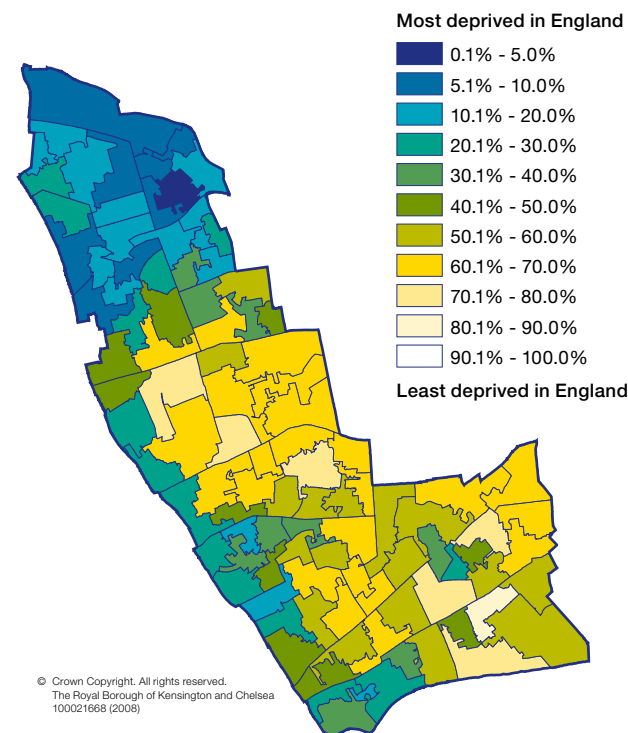 Most deprived in England
0.1% - 5.0%
5.1% - 10.0%
10.1% - 20.0%
20.1% - 30.0%
30.1% - 40.0%
40.1% - 50.0%
50.1% - 60.0%
60.1% - 70.0%
70.1% - 80.0%
80.1% - 90.0%
90.1% - 100.0%
Least deprived in England
© Crown Copyright. All rights reserved.
The Royal Borough of Kensington and Chelsea
100021668 (2008)